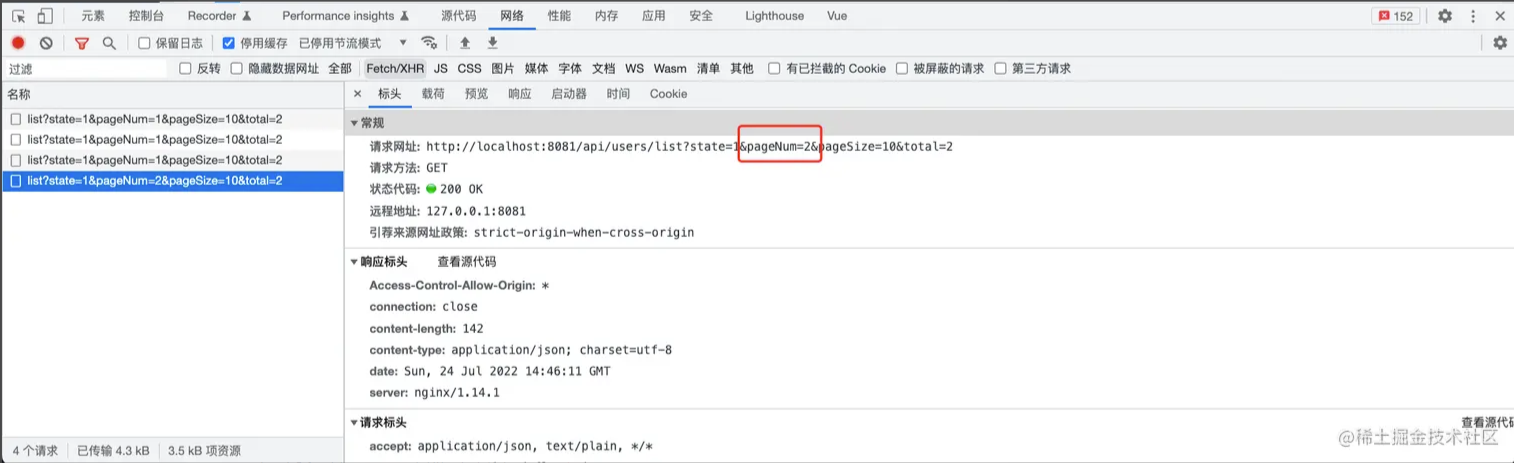 元素 控制台 Recorder Performance insights 源代码 网络 性能 内存 应用 安全 Lighthouse Vue 152
保留日志 停用缓存 已停用节流模式
过滤 反转 隐藏数据网址 全部 Fetch/XHR JS CSS 图片 媒体 字体 文档 WS Wasm 清单 其他 有已拦截的 Cookie 被屏蔽的请求 第三方请求
名称
list?state=1&pageNum=1&pageSize=10&total=2
list?state=1&pageNum=1&pageSize=10&total=2
list?state=1&pageNum=1&pageSize=10&total=2
list?state=1&pageNum=2&pageSize=10&total=2
4 个请求 已传输 4.3 kB 3.5 kB 项资源
× 标头 载荷 预览 响应 启动器 时间 Cookie
常规
请求网址: http://localhost:8081/api/users/list?state=1&pageNum=2&pageSize=10&total=2
请求方法: GET
状态代码: 200 OK
远程地址: 127.0.0.1:8081
引荐来源网址政策: strict-origin-when-cross-origin
响应标头 查看源代码
Access-Control-Allow-Origin: *
connection: close
content-length: 142
content-type: application/json; charset=utf-8
date: Sun, 24 Jul 2022 14:46:11 GMT
server: nginx/1.14.1
请求标头 查看源代码
accept: application/json, text/plain, */*
@稀土掘金技术社区